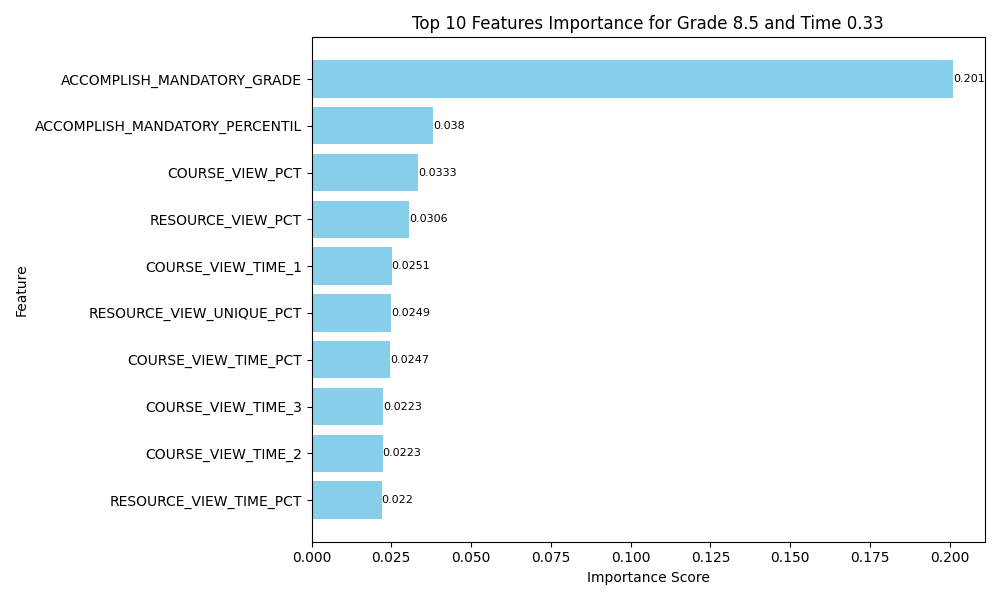 Top 10 Features Importance for Grade 8.5 and Time 0.33
Feature
ACCOMPLISH_MANDATORY_GRADE 0.201
ACCOMPLISH_MANDATORY_PERCENTIL 0.038
COURSE_VIEW_PCT 0.0333
RESOURCE_VIEW_PCT 0.0306
COURSE_VIEW_TIME_1 0.0251
RESOURCE_VIEW_UNIQUE_PCT 0.0249
COURSE_VIEW_TIME_PCT 0.0247
COURSE_VIEW_TIME_3 0.0223
COURSE_VIEW_TIME_2 0.0223
RESOURCE_VIEW_TIME_PCT 0.022
0.000 0.025 0.050 0.075 0.100 0.125 0.150 0.175 0.200
Importance Score